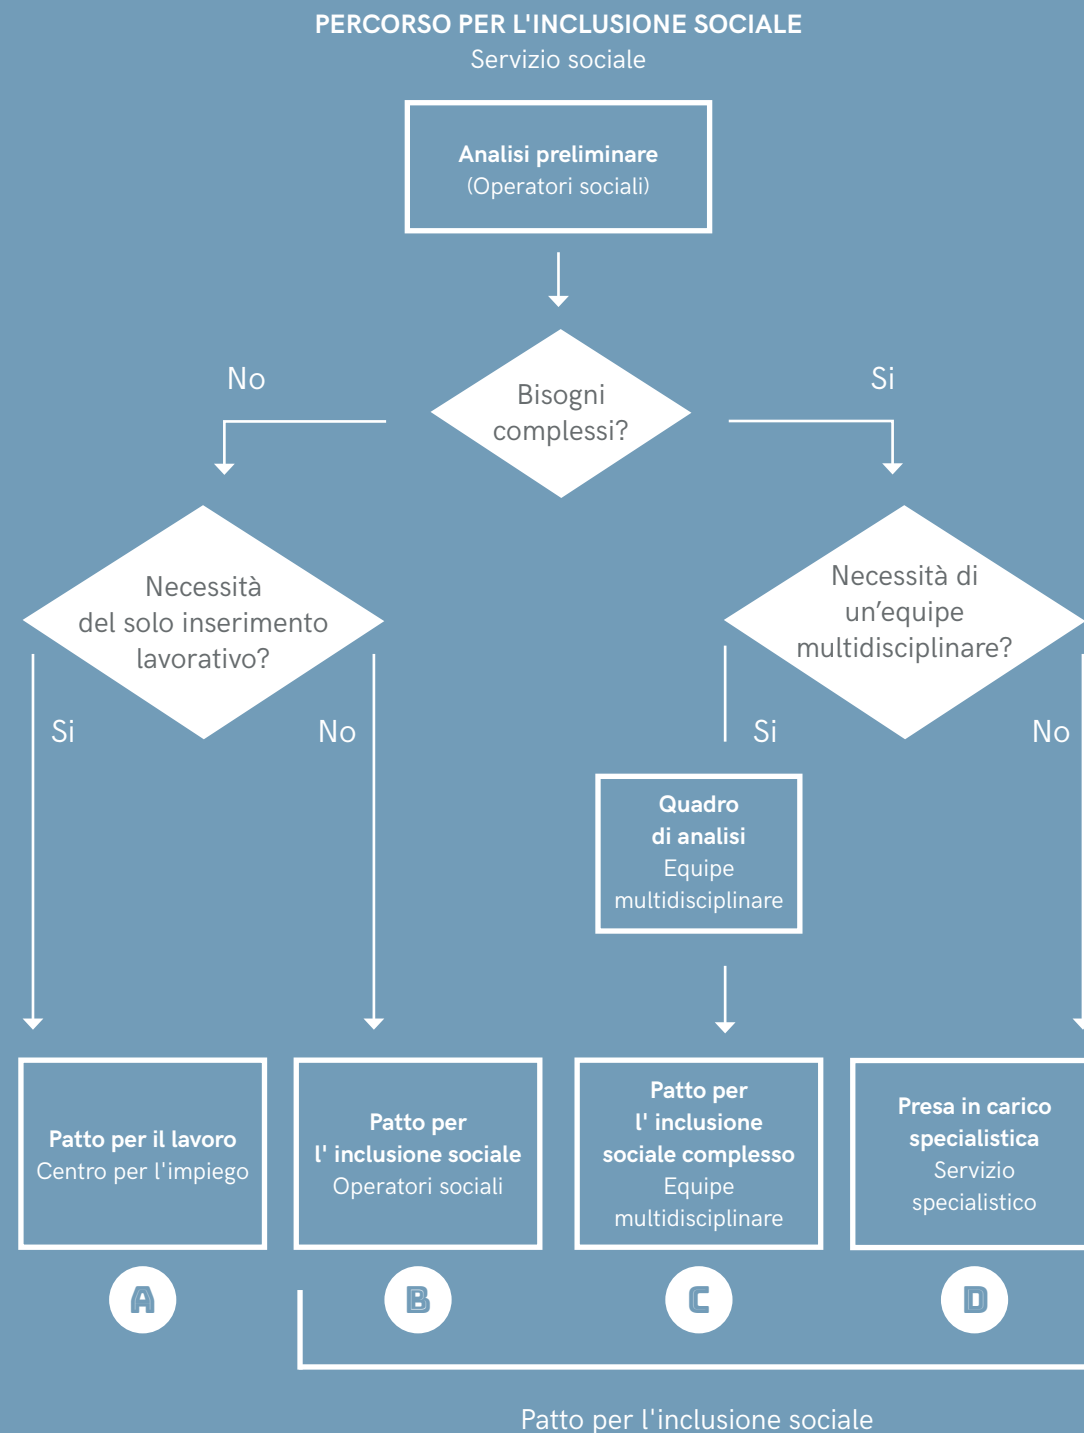 PERCORSO PER L'INCLUSIONE SOCIALE
Servizio sociale
Analisi preliminare
(Operatori sociali)
No
Si
Bisogni
complessi?
Necessità
del solo inserimento
lavorativo?
Necessità di
un’equipe
multidisciplinare?
Si
No
Si
No
Quadro
di analisi
Equipe
multidisciplinare
Patto per il lavoro
Centro per l'impiego
Patto per
l' inclusione sociale
Operatori sociali
Patto per
l' inclusione
sociale complesso
Equipe
multidisciplinare
Presa in carico
specialistica
Servizio
specialistico
A
B
C
D
Patto per l'inclusione sociale